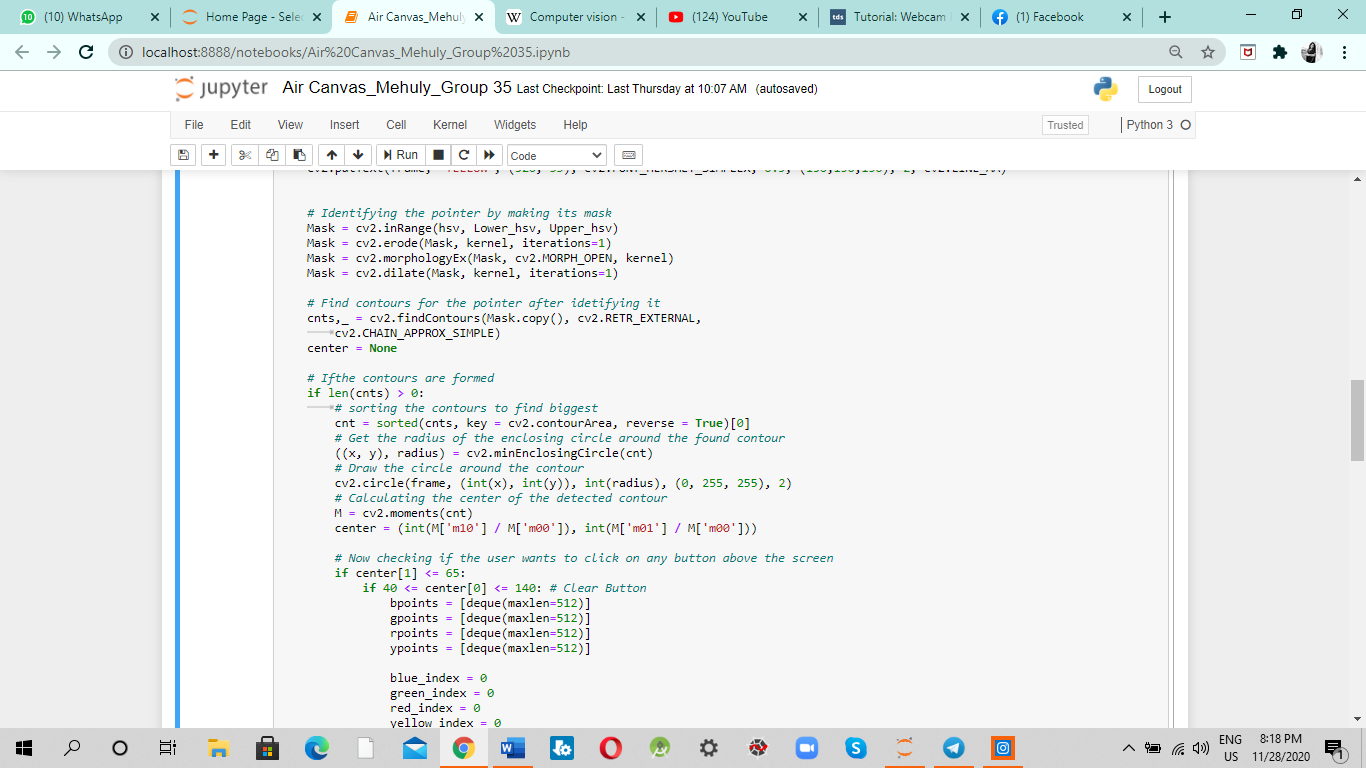 (10) WhatsApp
Home Page - Sele
Air Canvas_Mehuly
Computer vision -
(124) YouTube
Tutorial: Webcam
(1) Facebook
localhost:8888/notebooks/Air%20Canvas_Mehuly_Group%2035.ipynb
jupyter Air Canvas_Mehuly_Group 35 Last Checkpoint: Last Thursday at 10:07 AM (autosaved)
Logout
File Edit View Insert Cell Kernel Widgets Help
Trusted
Python 3
Run
Code
# Identifying the pointer by making its mask
Mask = cv2.inRange(hsv, Lower_hsv, Upper_hsv)
Mask = cv2.erode(Mask, kernel, iterations=1)
Mask = cv2.morphologyEx(Mask, cv2.MORPH_OPEN, kernel)
Mask = cv2.dilate(Mask, kernel, iterations=1)
# Find contours for the pointer after idetifying it
cnts,_ = cv2.findContours(Mask.copy(), cv2.RETR_EXTERNAL,
cv2.CHAIN_APPROX_SIMPLE)
center = None
# Ifthe contours are formed
if len(cnts) > 0:
# sorting the contours to find biggest
cnt = sorted(cnts, key = cv2.contourArea, reverse = True)[0]
# Get the radius of the enclosing circle around the found contour
((x, y), radius) = cv2.minEnclosingCircle(cnt)
# Draw the circle around the contour
cv2.circle(frame, (int(x), int(y)), int(radius), (0, 255, 255), 2)
# Calculating the center of the detected contour
M = cv2.moments(cnt)
center = (int(M['m10'] / M['m00']), int(M['m01'] / M['m00']))
# Now checking if the user wants to click on any button above the screen
if center[1] <= 65:
if 40 <= center[0] <= 140: # Clear Button
bpoints = [deque(maxlen=512)]
gpoints = [deque(maxlen=512)]
rpoints = [deque(maxlen=512)]
ypoints = [deque(maxlen=512)]
blue_index = 0
green_index = 0
red_index = 0
yellow_index = 0
ENG
US
8:18 PM
11/28/2020